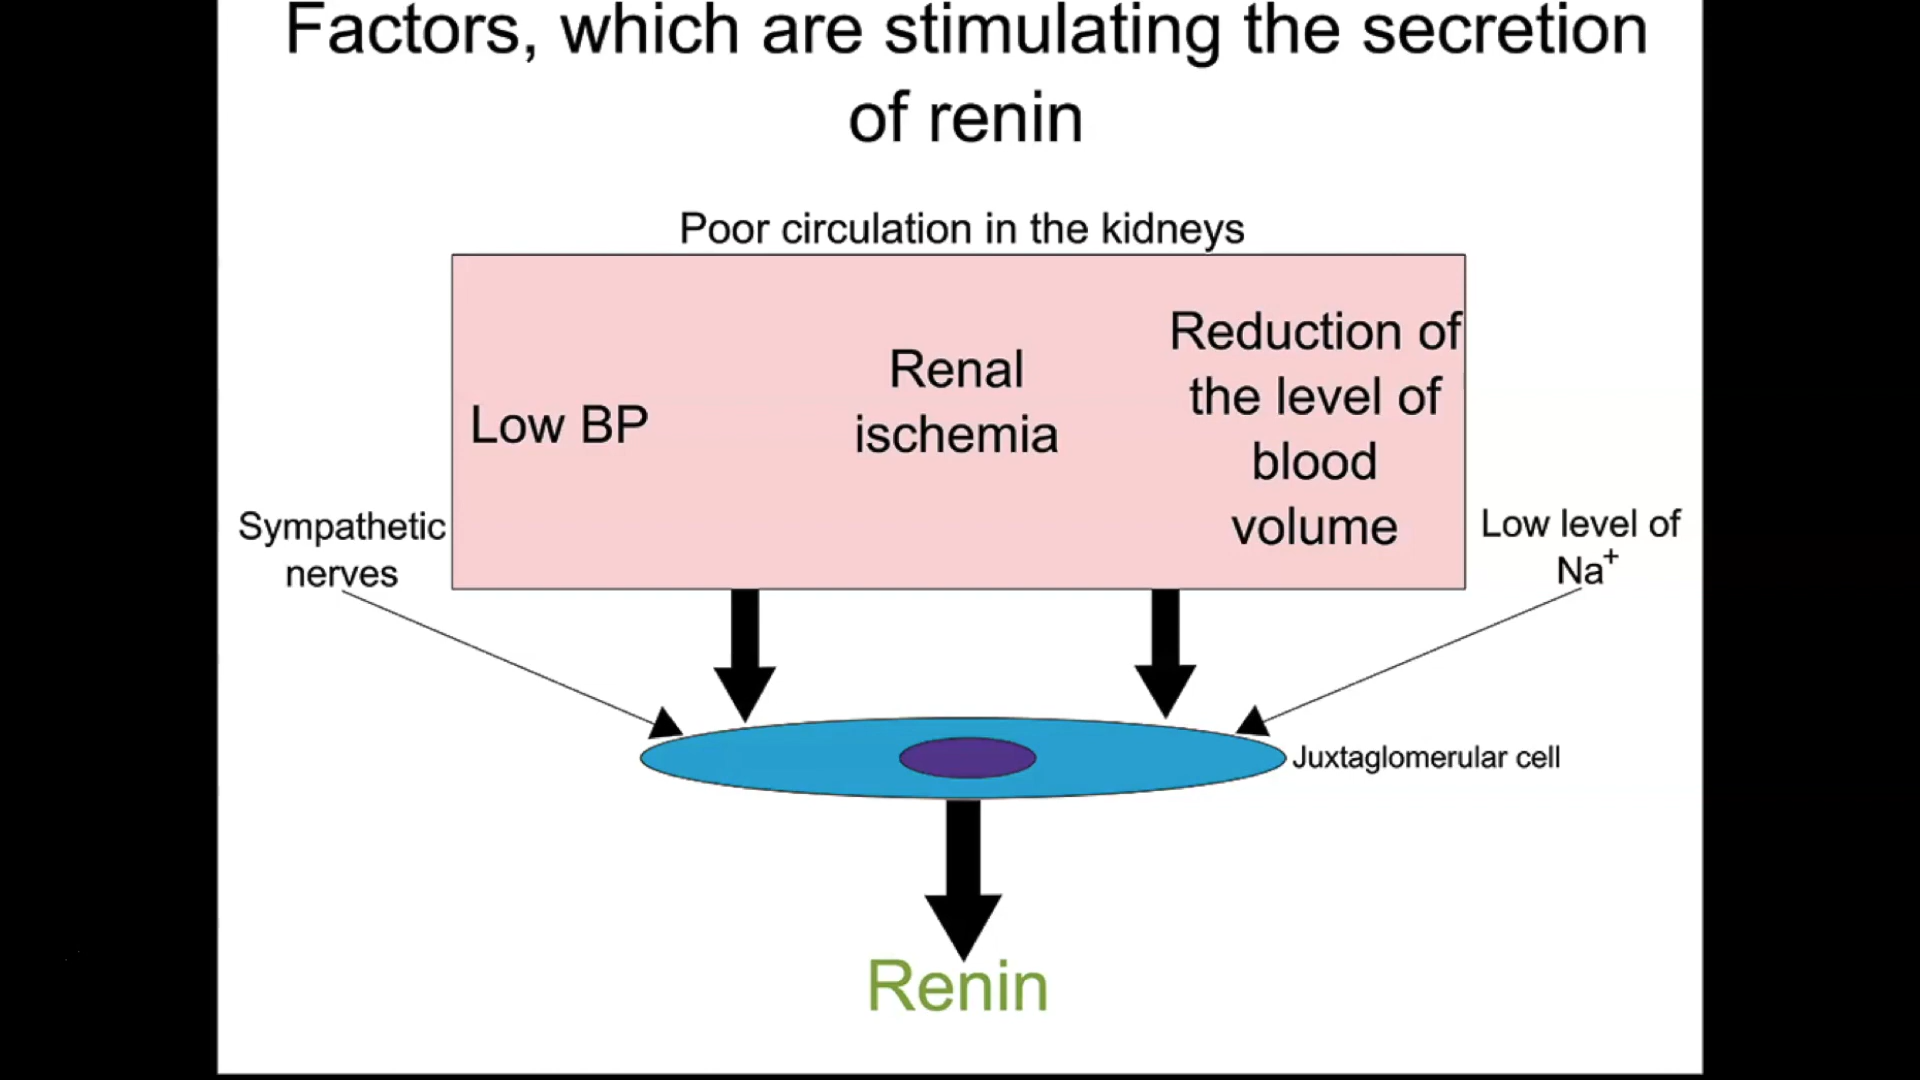 Factors, which are stimulating the secretion
of renin
Poor circulation in the kidneys
Low BP
Renal
ischemia
Reduction of
the level of
blood
volume
Sympathetic
nerves
Low level of
Na⁺
Juxtaglomerular cell
Renin